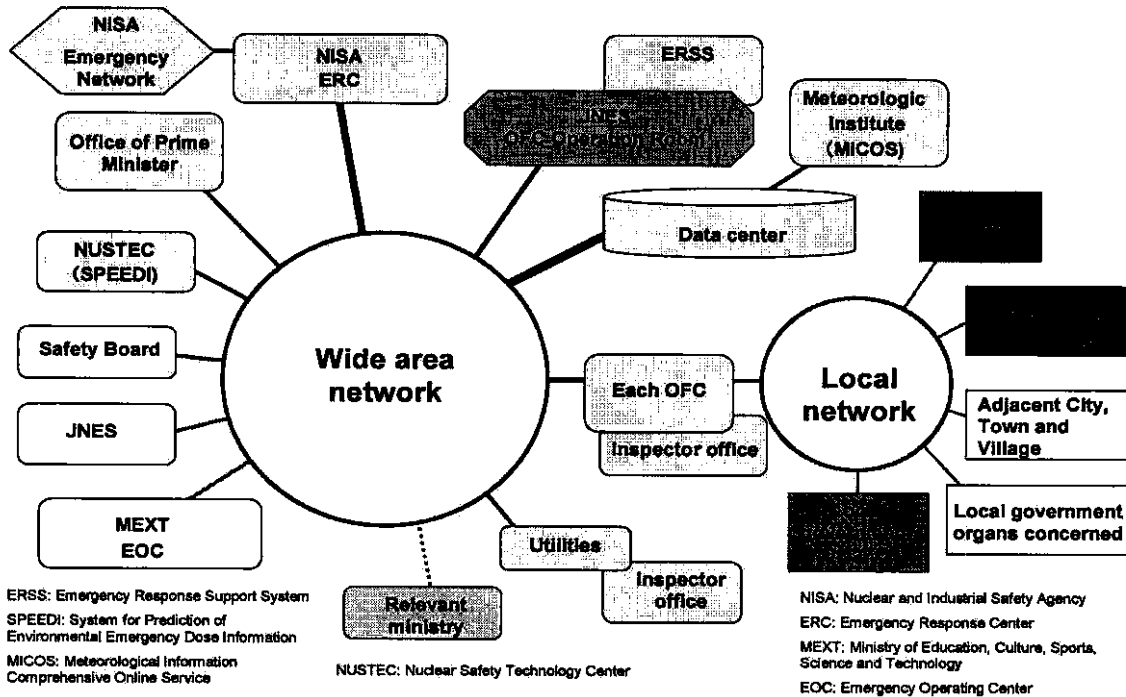 NISA
Emergency
Network
NISA
ERC
ERSS
JNES
Meteorologic
Institute
(MICOS)
Office of Prime
Minister
Data center
NUSTEC
(SPEEDI)
Safety Board
Wide area
network
Each OFC
Inspector office
Local
network
Adjacent City,
Town and
Village
JNES
Local government
organs concerned
MEXT
EOC
Utilities
Inspector
office
Relevant
ministry
ERSS: Emergency Response Support System
SPEEDI: System for Prediction of
Environmental Emergency Dose Information
MICOS: Meteorological Information
Comprehensive Online Service
NUSTEC: Nuclear Safety Technology Center
NISA: Nuclear and Industrial Safety Agency
ERC: Emergency Response Center
MEXT: Ministry of Education, Culture, Sports,
Science and Technology
EOC: Emergency Operating Center